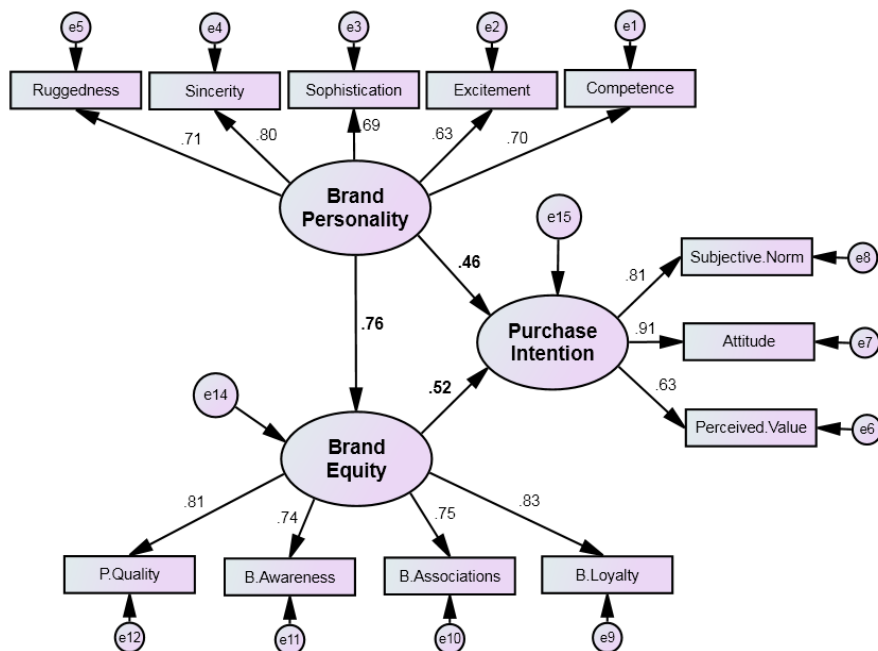 e5
e4
e3
e2
e1
Ruggedness
Sincerity
Sophistication
Excitement
Competence
.71
.80
.69
.63
.70
Brand
Personality
e15
.46
Subjective.Norm
e8
.81
.76
Purchase
Intention
.91
Attitude
e7
.63
.52
e14
Perceived.Value
e6
Brand
Equity
.81
.74
.75
.83
P.Quality
B.Awareness
B.Associations
B.Loyalty
e12
e11
e10
e9